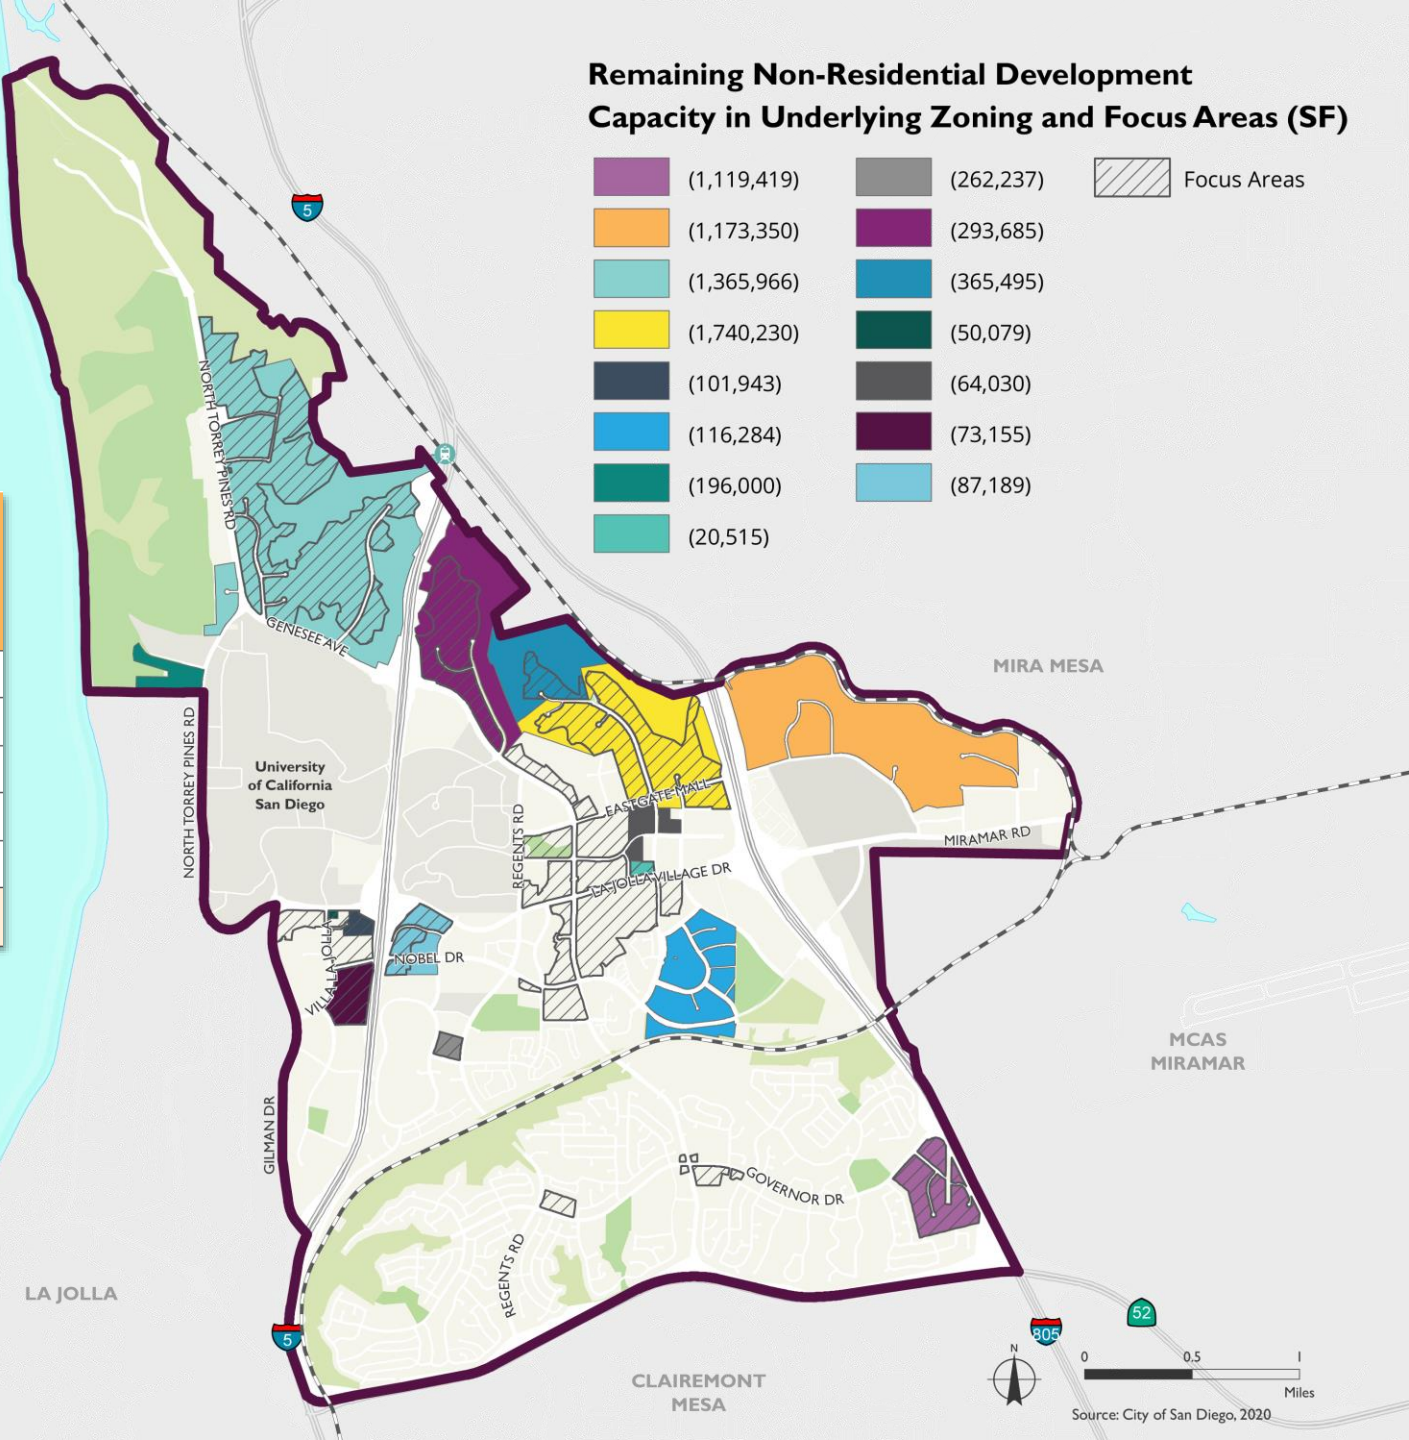 Remaining Non-Residential Development
Capacity in Underlying Zoning and Focus Areas (SF)
(1,119,419)
(1,173,350)
(1,365,966)
(1,740,230)
(101,943)
(116,284)
(196,000)
(20,515)
(262,237)
(293,685)
(365,495)
(50,079)
(64,030)
(73,155)
(87,189)
Focus Areas
5
NORTH TORREY PINES RD
GENESEE AVE
MIRA MESA
NORTH TORREY PINES RD
University
of California
San Diego
REGENTS RD
EASTGATE MALL
MIRAMAR RD
LA JOLLA VILLAGE DR
VILLA LA JOLLA
NOBEL DR
MCAS
MIRAMAR
GILMAN DR
GOVERNOR DR
REGENTS RD
LA JOLLA
5
CLAIREMONT
MESA
805
52
N
0 0.5 1
Miles
Source: City of San Diego, 2020